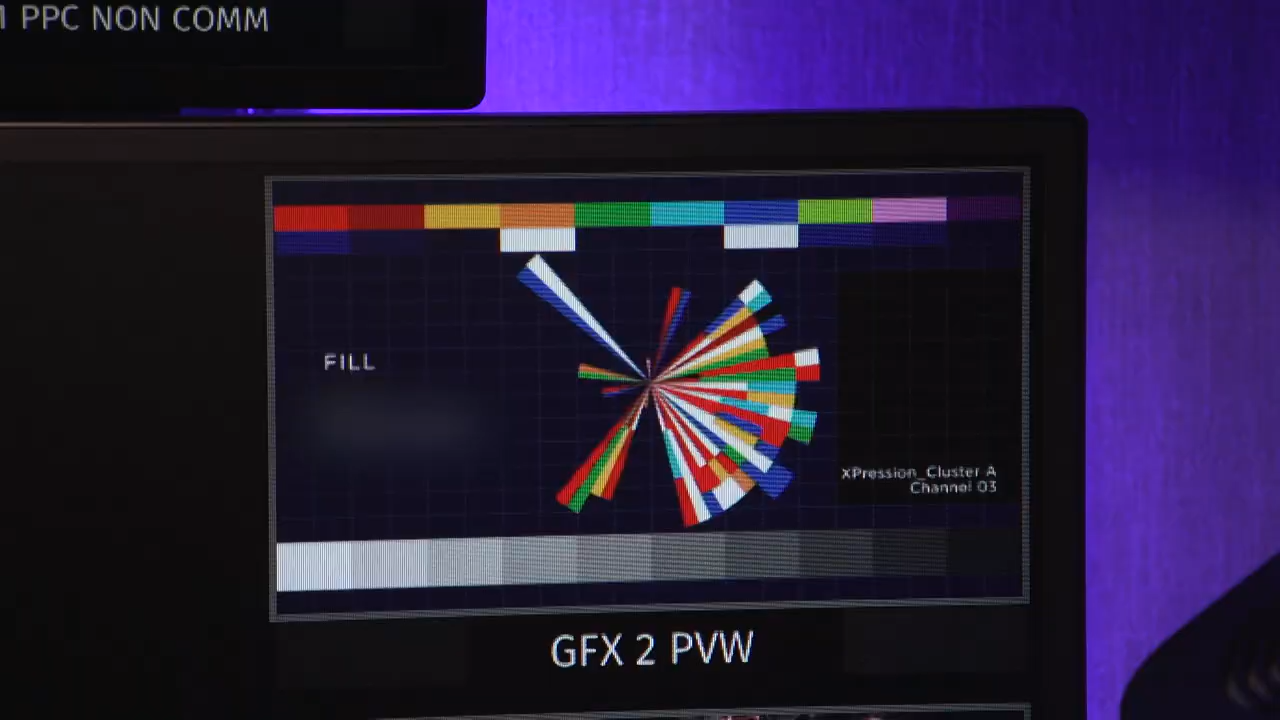 PPC NON COMM
FILL
XPression_Cluster A
Channel 03
GFX 2 PVW